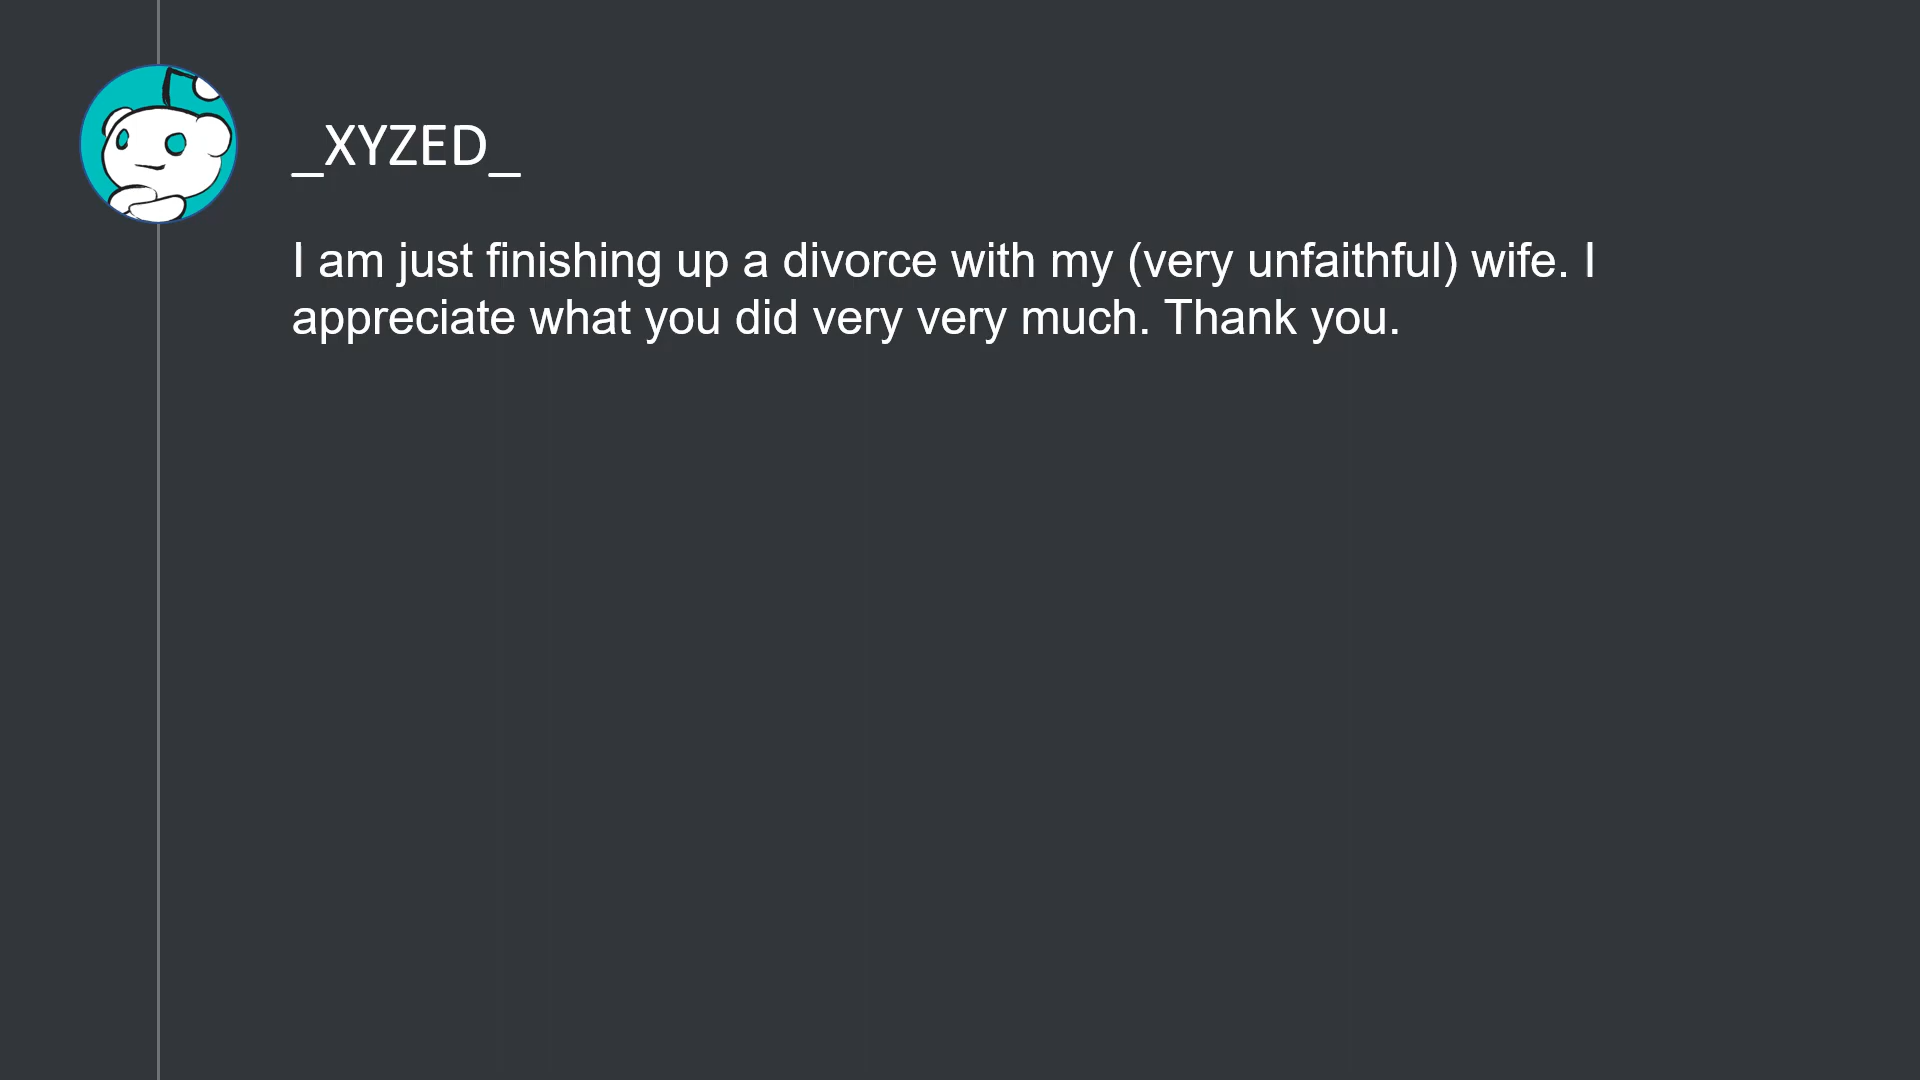 _XYZED_
I am just finishing up a divorce with my (very unfaithful) wife. I
appreciate what you did very very much. Thank you.